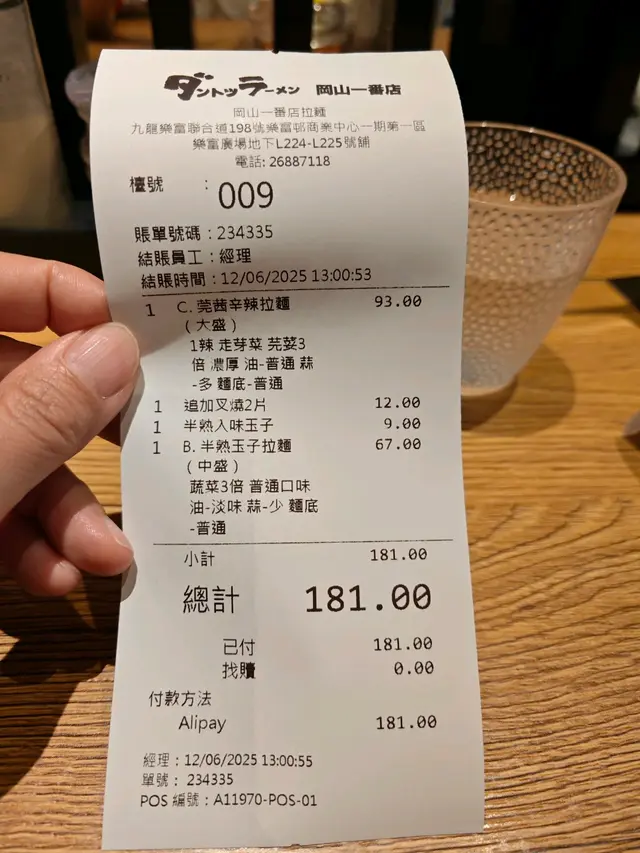 ダントツラーメン 岡山一番店
岡山一番店拉麵
九龍樂富聯合道198號樂富邨商業中心一期第一區
樂富廣場地下L224-L225號舖
電話: 26887118
檯號 : 009
賬單號碼 : 234335
結賬員工 : 經理
結賬時間 : 12/06/2025 13:00:53
1 C. 莞茜辛辣拉麵 93.00
(大盛)
1辣 走芽菜 芫荽3
倍 濃厚 油-普通 蒜
-多 麵底-普通
1 追加叉燒2片 12.00
1 半熟入味玉子 9.00
1 B. 半熟玉子拉麵 67.00
(中盛)
蔬菜3倍 普通口味
油-淡味 蒜-少 麵底
-普通
小計 181.00
總計 181.00
已付 181.00
找贖 0.00
付款方法
Alipay 181.00
經理 : 12/06/2025 13:00:55
單號 : 234335
POS 編號 : A11970-POS-01